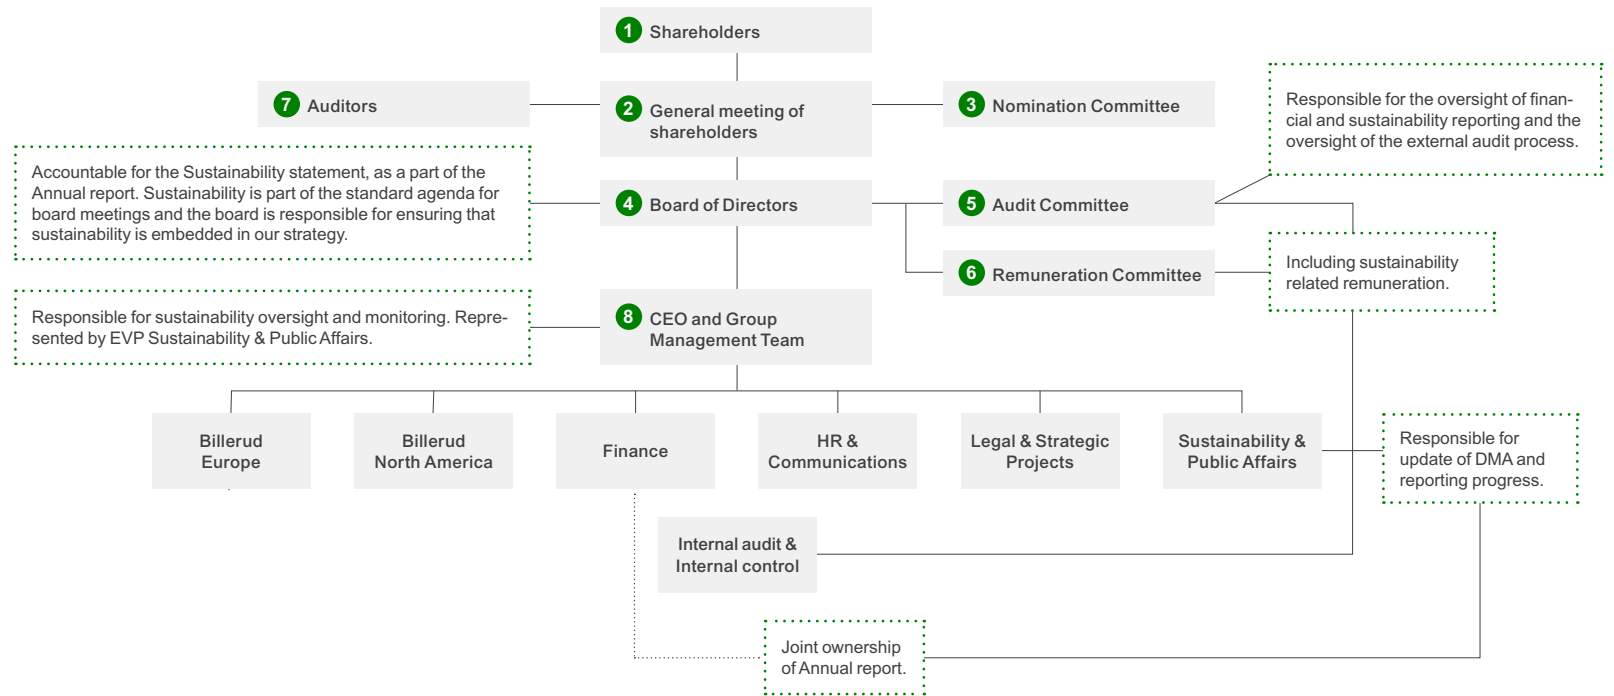 1 Shareholders
7 Auditors
2 General meeting of
shareholders
3 Nomination Committee
Responsible for the oversight of finan-
cial and sustainability reporting and the
oversight of the external audit process.
Accountable for the Sustainability statement, as a part of the
Annual report. Sustainability is part of the standard agenda for
board meetings and the board is responsible for ensuring that
sustainability is embedded in our strategy.
4 Board of Directors
5 Audit Committee
6 Remuneration Committee
Including sustainability
related remuneration.
Responsible for sustainability oversight and monitoring. Repre-
sented by EVP Sustainability & Public Affairs.
8 CEO and Group
Management Team
Billerud
Europe
Billerud
North America
Finance
HR &
Communications
Legal & Strategic
Projects
Sustainability &
Public Affairs
Responsible for
update of DMA and
reporting progress.
Internal audit &
Internal control
Joint ownership
of Annual report.